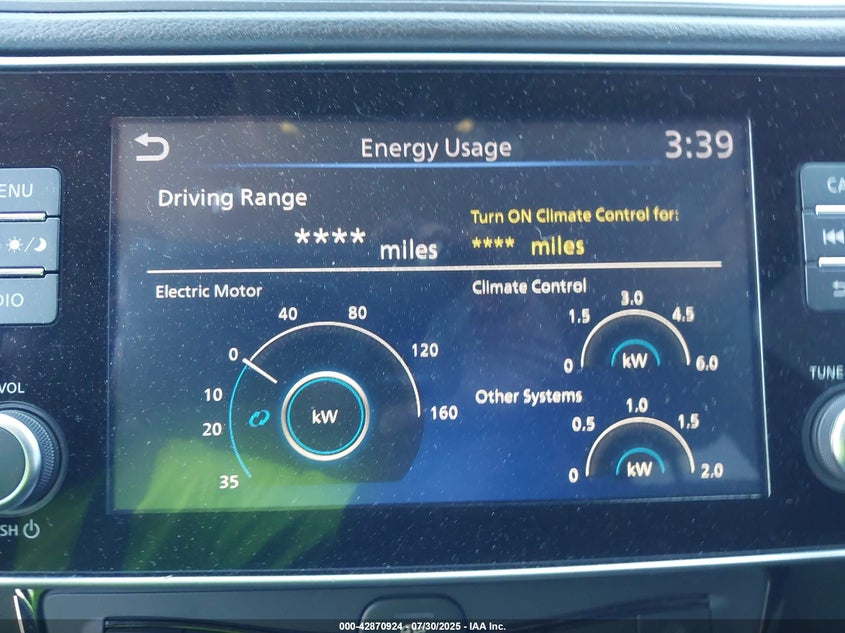 Energy Usage
3:39
Driving Range
**** miles
Turn ON Climate Control for:
**** miles
Electric Motor
0
40
80
120
160
10
20
35
kW
Climate Control
0
1.5
3.0
4.5
6.0
kW
Other Systems
0
0.5
1.0
1.5
2.0
kW
ENU
DIO
VOL
SH
CA
TUNE
000-42870924 / 07/30/2025 - IAA Inc.